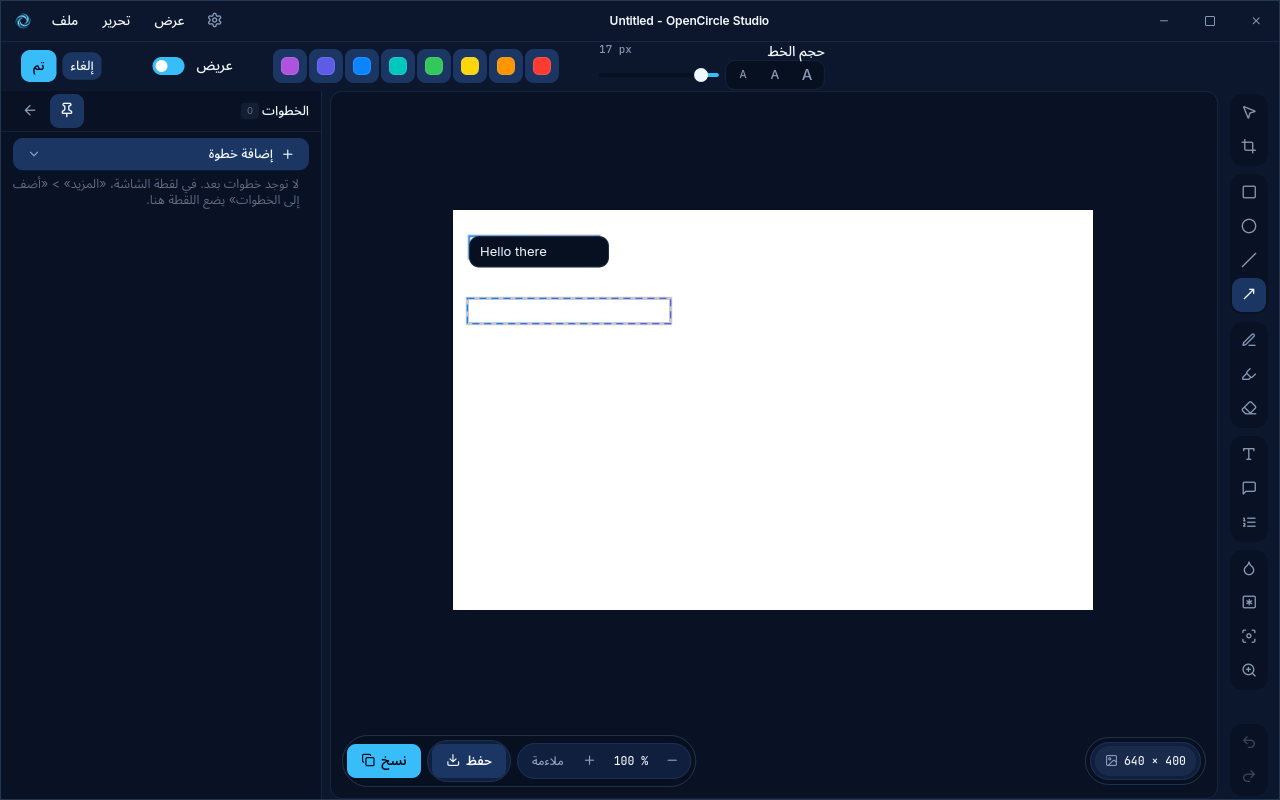 ملف
تحرير
عرض
Untitled - OpenCircle Studio
تم
إلغاء
عريض
17 px
حجم الخط
A
A
A
الخطوات
0
إضافة خطوة
لا توجد خطوات بعد. في لقطة الشاشة، «المزيد» > «أضف
إلى الخطوات» يضع اللقطة هنا.
Hello there
نسخ
حفظ
ملاءمة
100 %
640 × 400